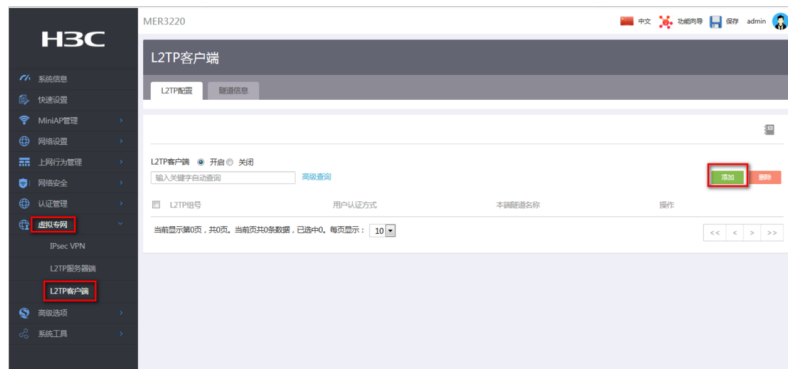 MER3220
中文 功能向导 保存 admin
H3C
L2TP客户端
系统信息
快速设置
MiniAP管理
网络设置
上网行为管理
网络安全
认证管理
虚拟专网
IPsec VPN
L2TP服务器端
L2TP客户端
高级选项
系统工具
L2TP配置 隧道信息
L2TP客户端 开启 关闭
输入关键字自动查询 高级查询 添加 删除
L2TP组号 用户认证方式 本端隧道名称 操作
当前显示第0页，共0页。当前页共0条数据，已选中0。每页显示： 10
<< < > >>